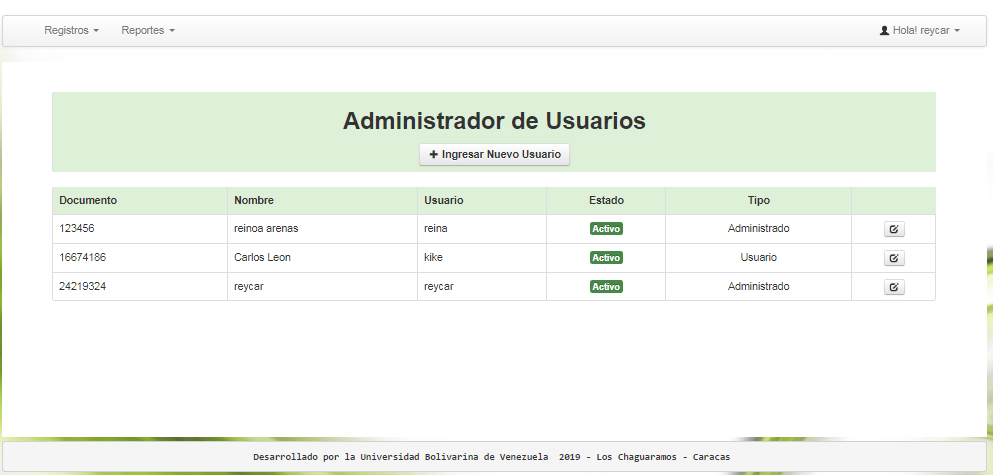 Registros Reportes Hola! reycar
Administrador de Usuarios
+ Ingresar Nuevo Usuario
Documento Nombre Usuario Estado Tipo
123456 reinoa arenas reina Activo Administrado
16674186 Carlos Leon kike Activo Usuario
24219324 reycar reycar Activo Administrado
Desarrollado por la Universidad Bolivarina de Venezuela 2019 - Los Chaguaramos - Caracas